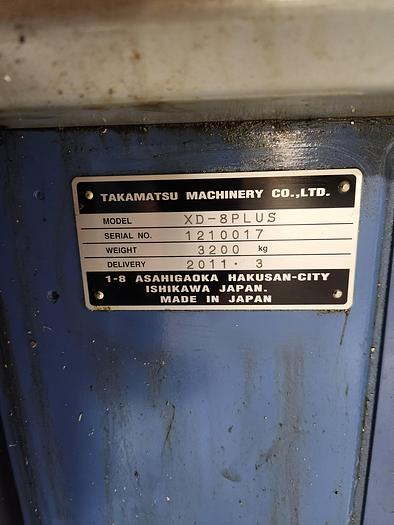 TAKAMATSU MACHINERY CO.,LTD.
MODEL XD-8PLUS
SERIAL NO. 1210017
WEIGHT 3200 kg
DELIVERY 2011·3
1-8 ASAHIGAOKA HAKUSAN-CITY
ISHIKAWA JAPAN.
MADE IN JAPAN